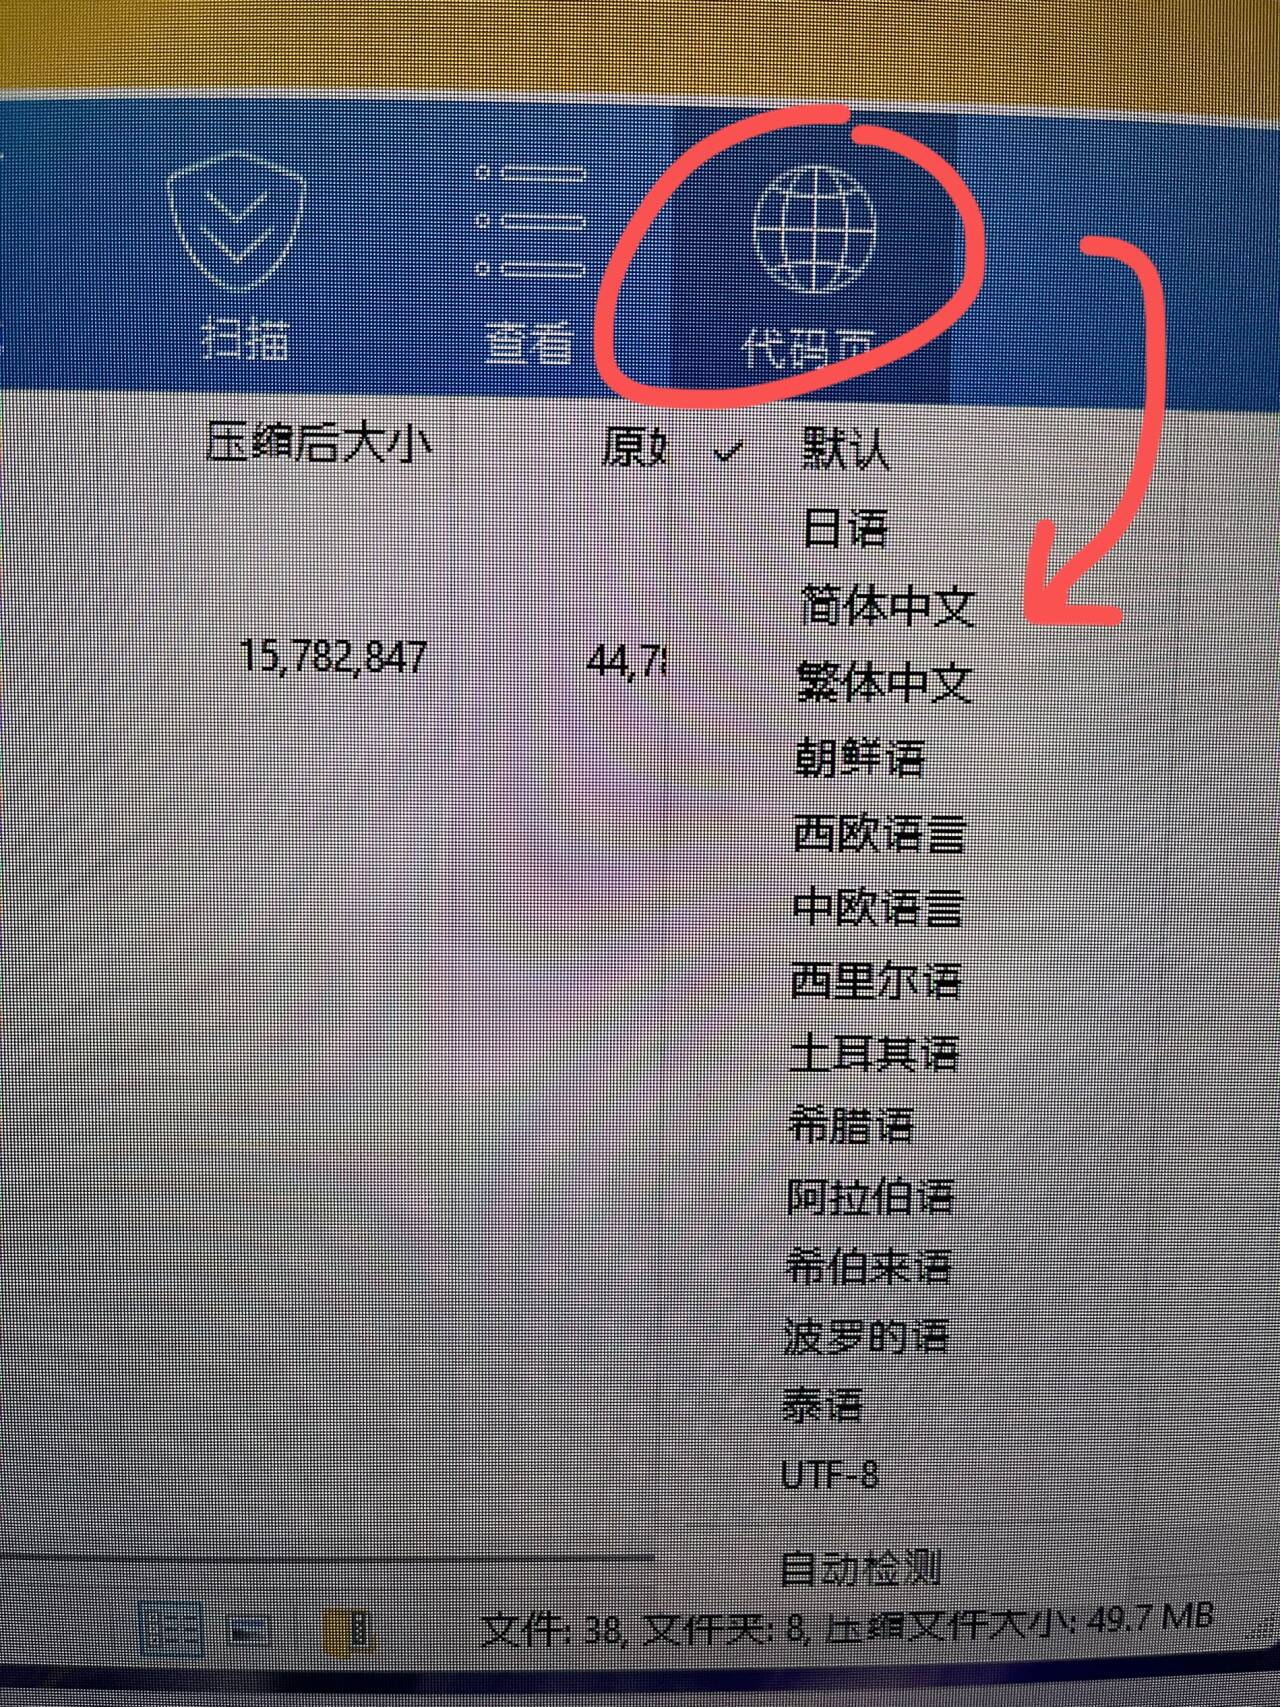 扫描
查看
代码页
压缩后大小
原始
默认
日语
简体中文
15,782,847
44,78
繁体中文
朝鲜语
西欧语言
中欧语言
西里尔语
土耳其语
希腊语
阿拉伯语
希伯来语
波罗的语
泰语
UTF-8
自动检测
文件: 38, 文件夹: 8, 压缩文件大小: 49.7 MB